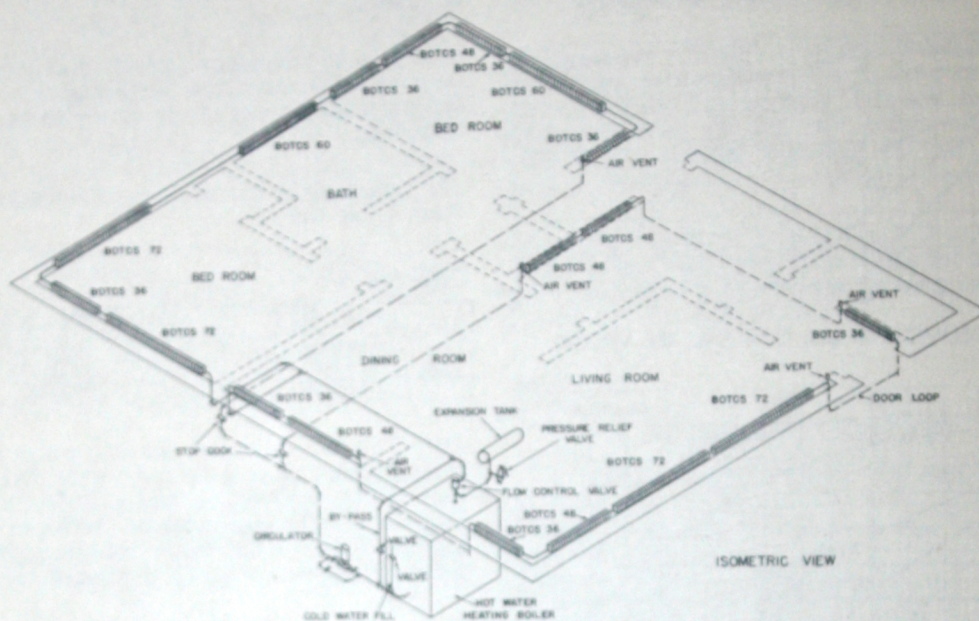 BOTCS 48
BOTCS 36
BOTCS 36
BOTCS 60
BED ROOM
BOTCS 36
AIR VENT
BOTCS 60
BATH
BOTCS 72
BED ROOM
BOTCS 48
BOTCS 48
AIR VENT
BOTCS 36
BOTCS 72
AIR VENT
BOTCS 36
DINING ROOM
LIVING ROOM
AIR VENT
BOTCS 72
DOOR LOOP
BOTCS 36
EXPANSION TANK
PRESSURE RELIEF
VALVE
BOTCS 48
STOP COCK
AIR
VENT
BOTCS 72
FLOW CONTROL VALVE
BY-PASS
BOTCS 48
BOTCS 36
CIRCULATOR
VALVE
VALVE
ISOMETRIC VIEW
COLD WATER FILL
HOT WATER
HEATING BOILER